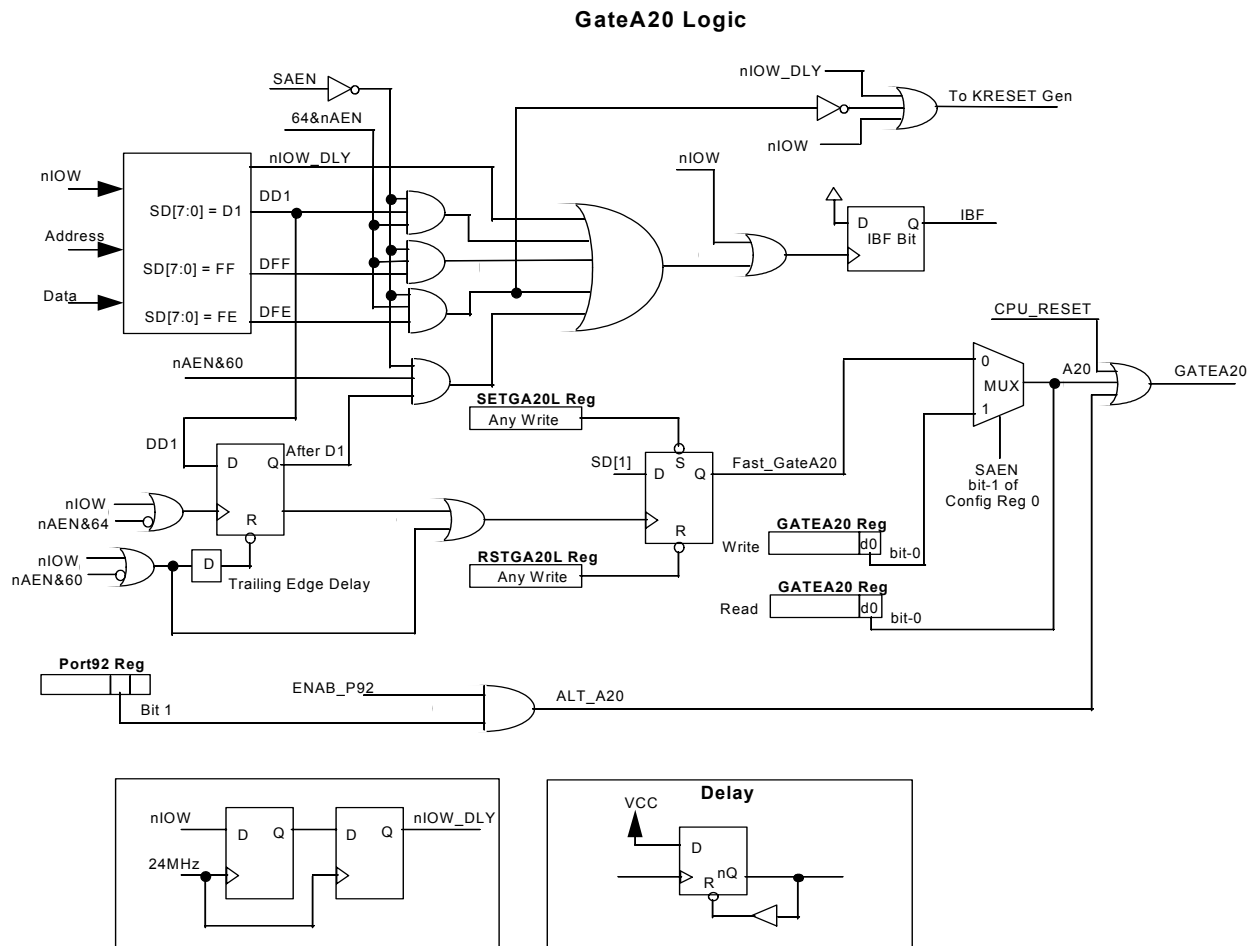 GateA20 Logic
SAEN
64&nAEN
nIOW_DLY
To KRESET Gen
nIOW
nIOW
Address
Data
SD[7:0] = D1
SD[7:0] = FF
SD[7:0] = FE
nIOW_DLY
DD1
DFF
DFE
nIOW
D
Q
IBF Bit
IBF
nAEN&60
CPU_RESET
0
MUX
1
A20
GATEA20
SAEN
bit-1 of
Config Reg 0
SETGA20L Reg
Any Write
DD1
D
Q
R
After D1
nIOW
nAEN&64
nIOW
nAEN&60
D
Trailing Edge Delay
SD[1]
S
D
Q
R
Fast_GateA20
RSTGA20L Reg
Any Write
GATEA20 Reg
Write
d0
bit-0
GATEA20 Reg
Read
d0
bit-0
Port92 Reg
Bit 1
ENAB_P92
ALT_A20
nIOW
24MHz
D
Q
D
Q
nIOW_DLY
Delay
VCC
D
R
nQ